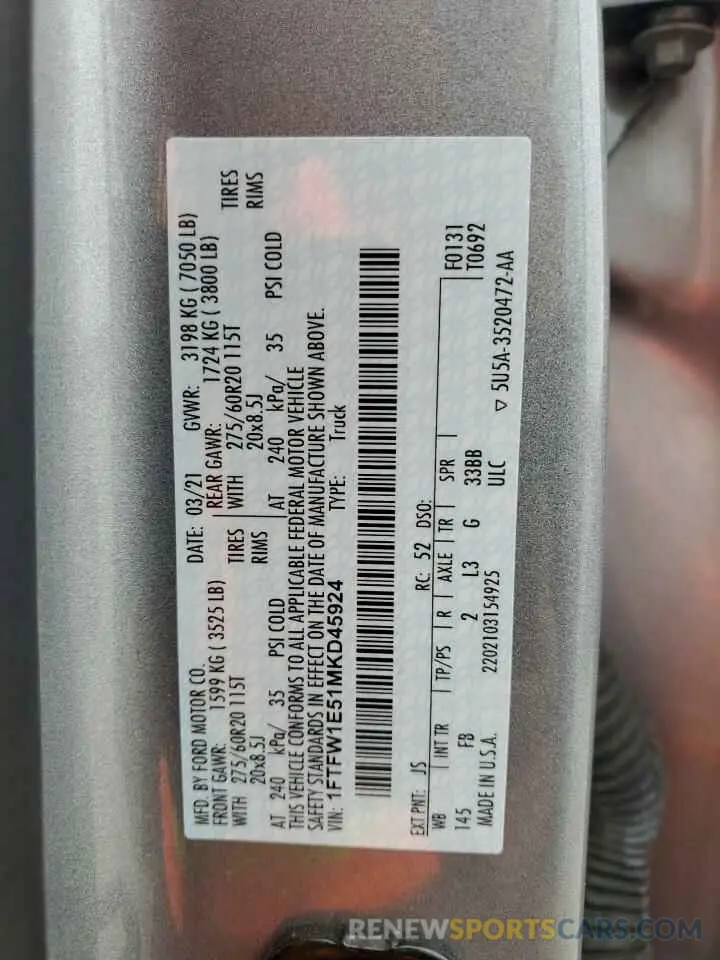 MFD. BY FORD MOTOR CO. DATE: 03/21 GVWR: 3198 KG ( 7050 LB)
FRONT GAWR: 1599 KG ( 3525 LB) REAR GAWR: 1724 KG ( 3800 LB)
WITH 275/60R20 115T TIRES WITH 275/60R20 115T TIRES
20x8.5J RIMS 20x8.5J RIMS
AT 240 kPa/ 35 PSI COLD AT 240 kPa/ 35 PSI COLD
THIS VEHICLE CONFORMS TO ALL APPLICABLE FEDERAL MOTOR VEHICLE
SAFETY STANDARDS IN EFFECT ON THE DATE OF MANUFACTURE SHOWN ABOVE.
VIN: 1FTFW1E51MKD45924 TYPE: Truck
EXT PNT: JS RC: 52 DSO:
WB INT TR TP/PS R AXLE TR SPR F0131
145 FB 2 L3 G 33BB T0692
MADE IN U.S.A. 2202103154925 ULC ▽ 5U5A-3520472-AA
RENEWSPORTSCARS.COM